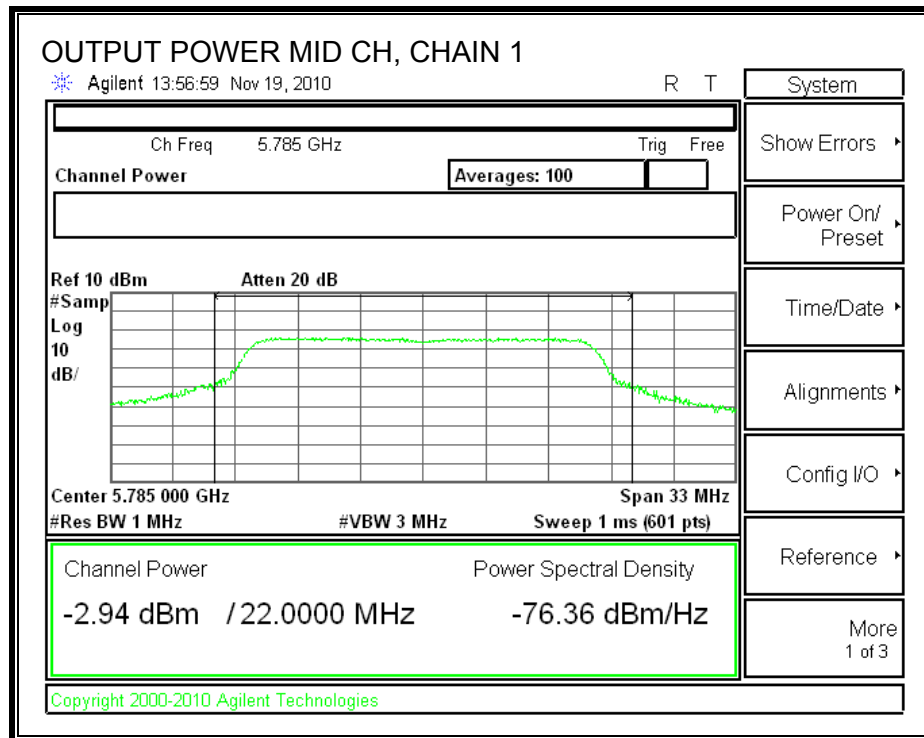 OUTPUT POWER MID CH, CHAIN 1
Agilent 13:56:59 Nov 19, 2010 R T
Ch Freq 5.785 GHz Trig Free
Channel Power Averages: 100
Ref 10 dBm Atten 20 dB
#Samp
Log
10
dB/
Center 5.785 000 GHz Span 33 MHz
#Res BW 1 MHz #VBW 3 MHz Sweep 1 ms (601 pts)
Channel Power Power Spectral Density
-2.94 dBm / 22.0000 MHz -76.36 dBm/Hz
Copyright 2000-2010 Agilent Technologies
System
Show Errors
Power On/
Preset
Time/Date
Alignments
Config I/O
Reference
More
1 of 3